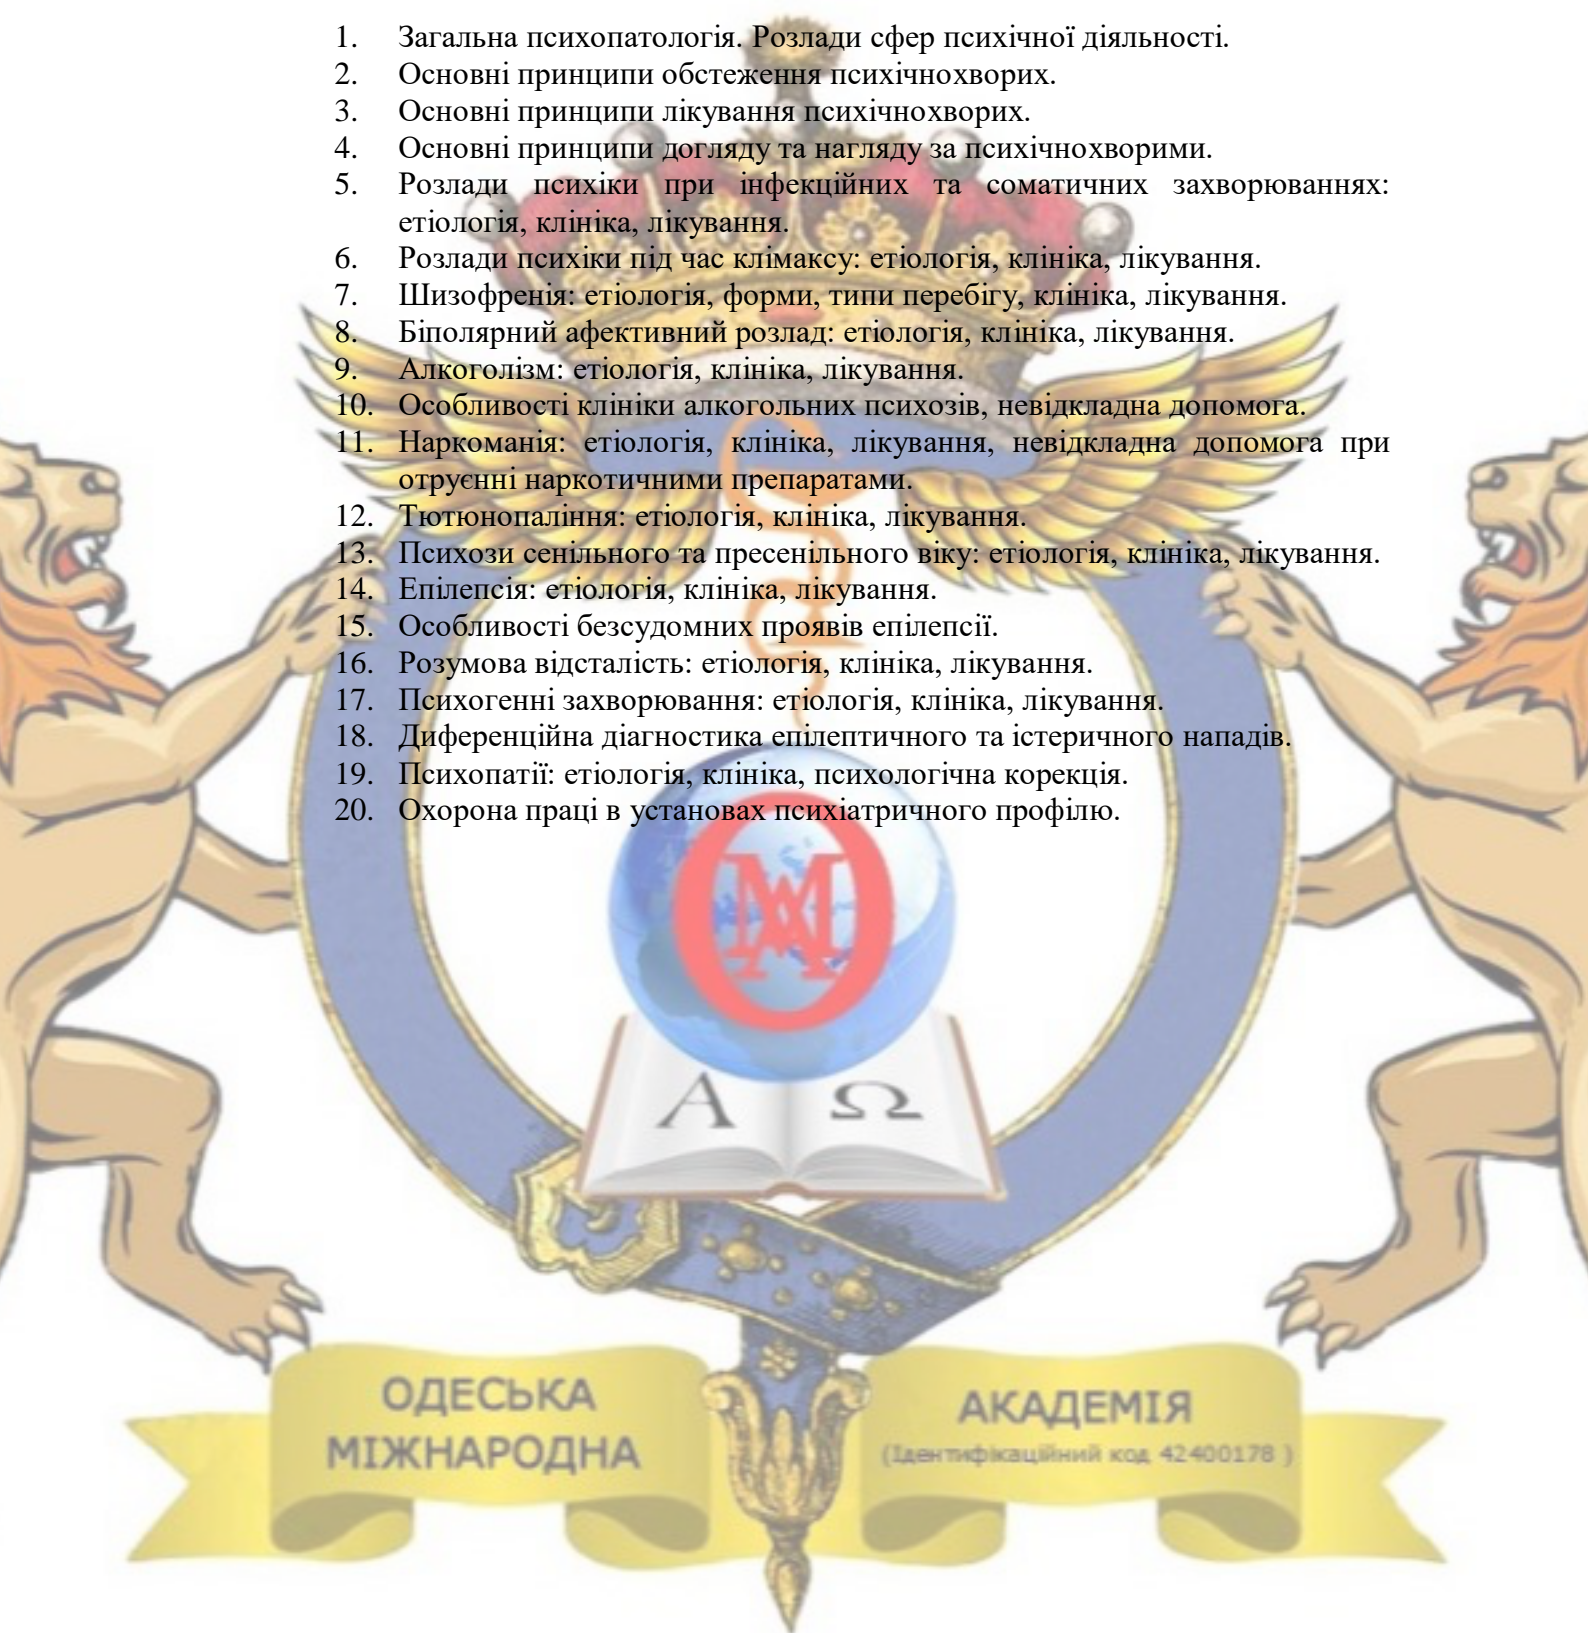 1. Загальна психопатологія. Розлади сфер психічної діяльності.
2. Основні принципи обстеження психічнохворих.
3. Основні принципи лікування психічнохворих.
4. Основні принципи догляду та нагляду за психічнохворими.
5. Розлади психіки при інфекційних та соматичних захворюваннях:
етіологія, клініка, лікування.
6. Розлади психіки під час клімаксу: етіологія, клініка, лікування.
7. Шизофренія: етіологія, форми, типи перебігу, клініка, лікування.
8. Біполярний афективний розлад: етіологія, клініка, лікування.
9. Алкоголізм: етіологія, клініка, лікування.
10. Особливості клініки алкогольних психозів, невідкладна допомога.
11. Наркоманія: етіологія, клініка, лікування, невідкладна допомога при
отруєнні наркотичними препаратами.
12. Тютюнопаління: етіологія, клініка, лікування.
13. Психози сенільного та пресенільного віку: етіологія, клініка, лікування.
14. Епілепсія: етіологія, клініка, лікування.
15. Особливості безсудомних проявів епілепсії.
16. Розумова відсталість: етіологія, клініка, лікування.
17. Психогенні захворювання: етіологія, клініка, лікування.
18. Диференційна діагностика епілептичного та істеричного нападів.
19. Психопатії: етіологія, клініка, психологічна корекція.
20. Охорона праці в установах психіатричного профілю.
ОМА
Α Ω
ОДЕСЬКА
МІЖНАРОДНА
АКАДЕМІЯ
(Ідентифікаційний код 42400178 )